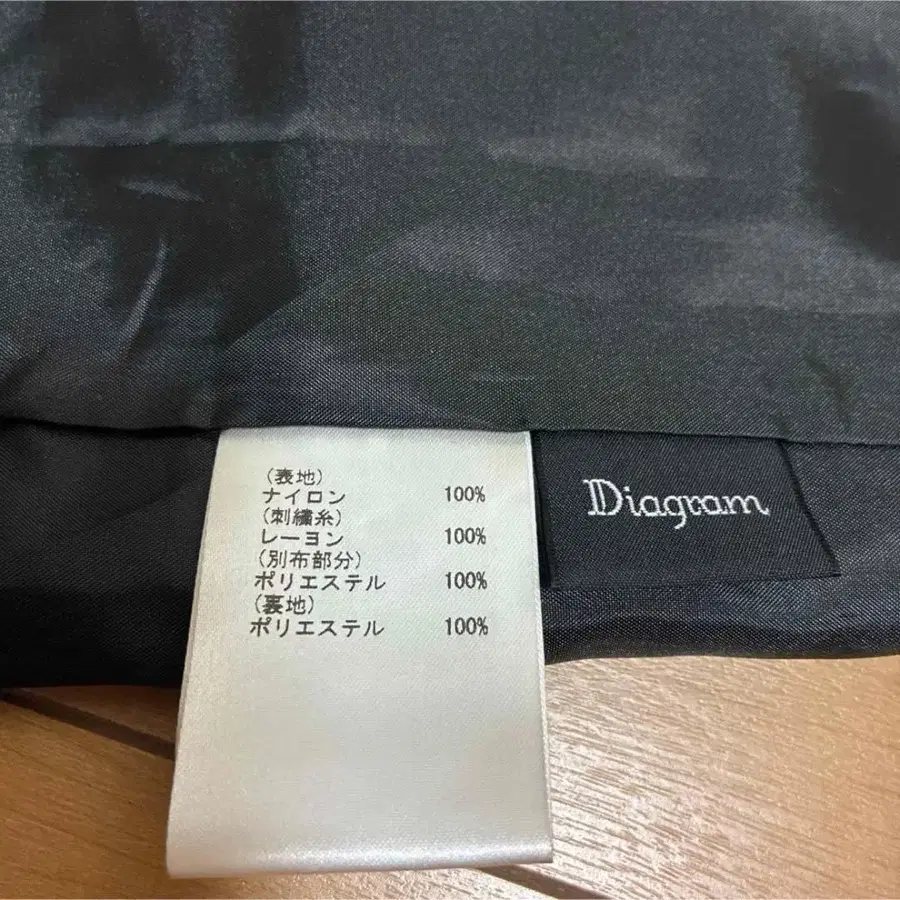 (表地)
ナイロン 100%
(刺繍糸)
レーヨン 100%
(別布部分)
ポリエステル 100%
(裏地)
ポリエステル 100%
Diagram